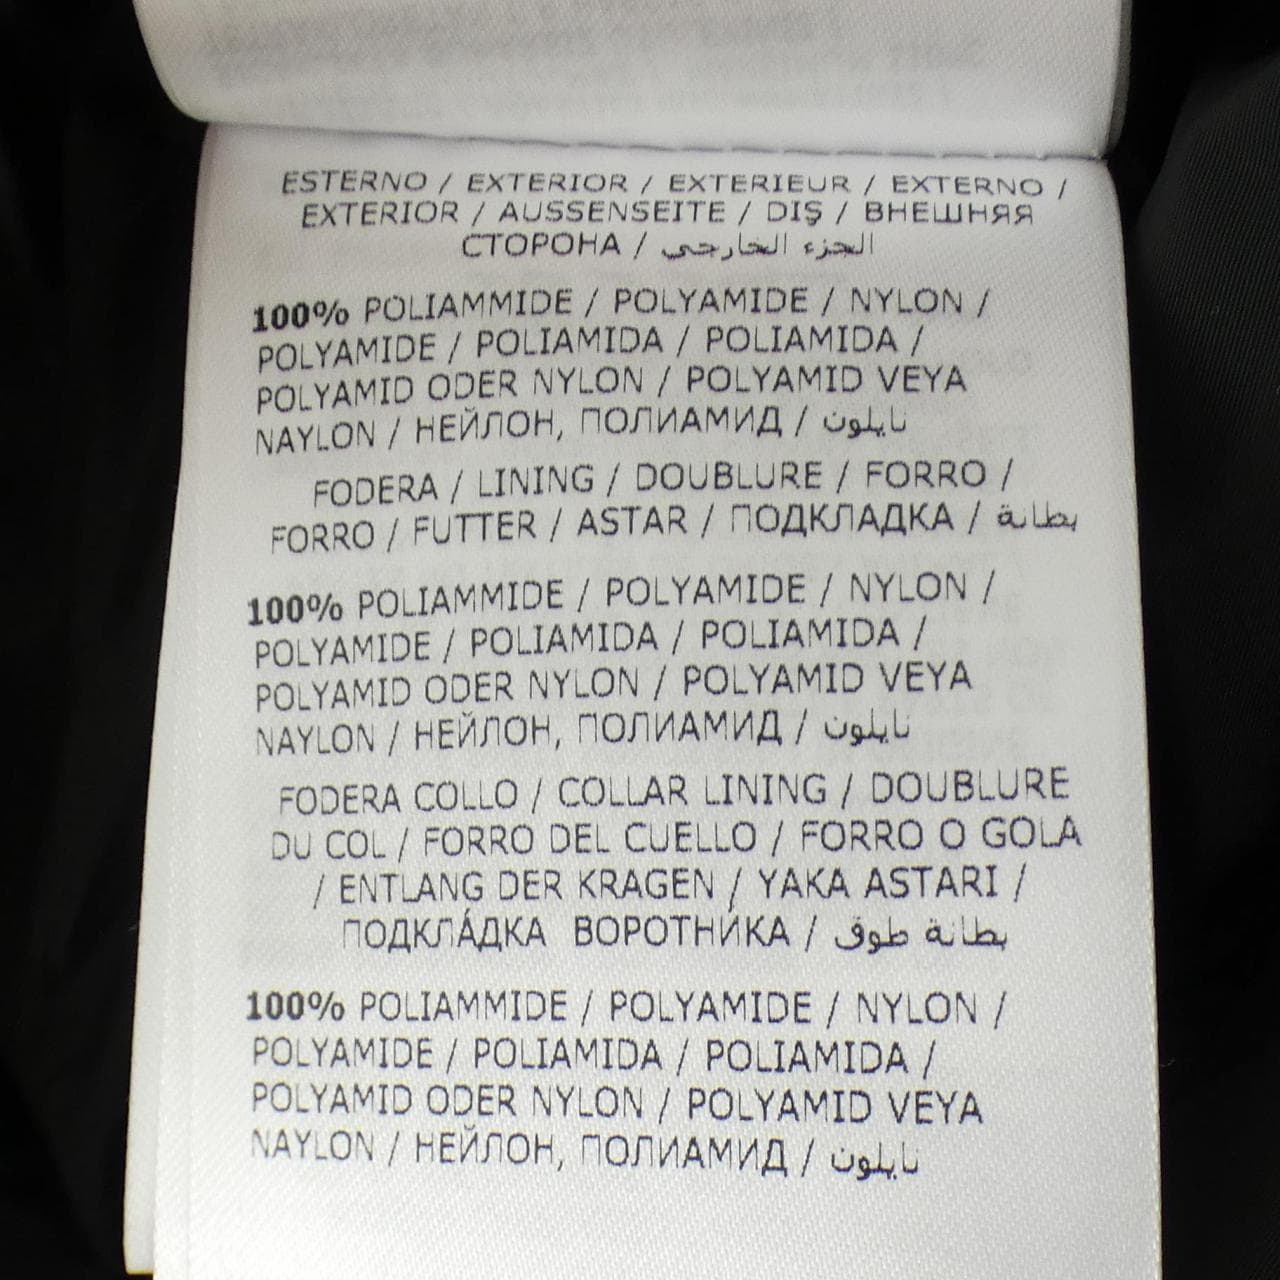 ESTERNO / EXTERIOR / EXTERIEUR / EXTERNO /
EXTERIOR / AUSSENSEITE / DIŞ / ВНЕШНЯЯ
СТОРОНА / الجزء الخارجي
100% POLIAMMIDE / POLYAMIDE / NYLON /
POLYAMIDE / POLIAMIDA / POLIAMIDA /
POLYAMID ODER NYLON / POLYAMID VEYA
NAYLON / НЕЙЛОН, ПОЛИАМИД / نايلون
FODERA / LINING / DOUBLURE / FORRO /
FORRO / FUTTER / ASTAR / ПОДКЛАДКА / بطانة
100% POLIAMMIDE / POLYAMIDE / NYLON /
POLYAMIDE / POLIAMIDA / POLIAMIDA /
POLYAMID ODER NYLON / POLYAMID VEYA
NAYLON / НЕЙЛОН, ПОЛИАМИД / نايلون
FODERA COLLO / COLLAR LINING / DOUBLURE
DU COL / FORRO DEL CUELLO / FORRO O GOLA
/ ENTLANG DER KRAGEN / YAKA ASTARI /
ПОДКЛА́ДКА ВОРОТНИ́КА / بطانة طوق
100% POLIAMMIDE / POLYAMIDE / NYLON /
POLYAMIDE / POLIAMIDA / POLIAMIDA /
POLYAMID ODER NYLON / POLYAMID VEYA
NAYLON / НЕЙЛОН, ПОЛИАМИД / نايلون